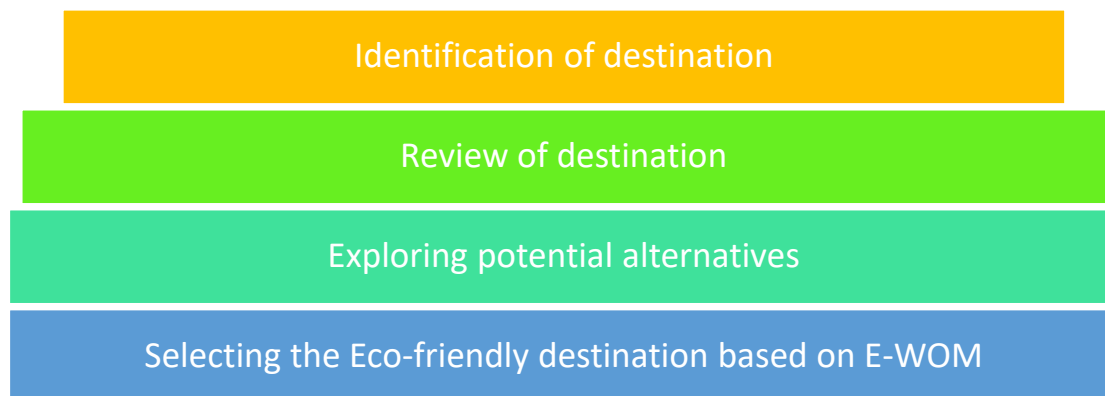 Identification of destination
Review of destination
Exploring potential alternatives
Selecting the Eco-friendly destination based on E-WOM